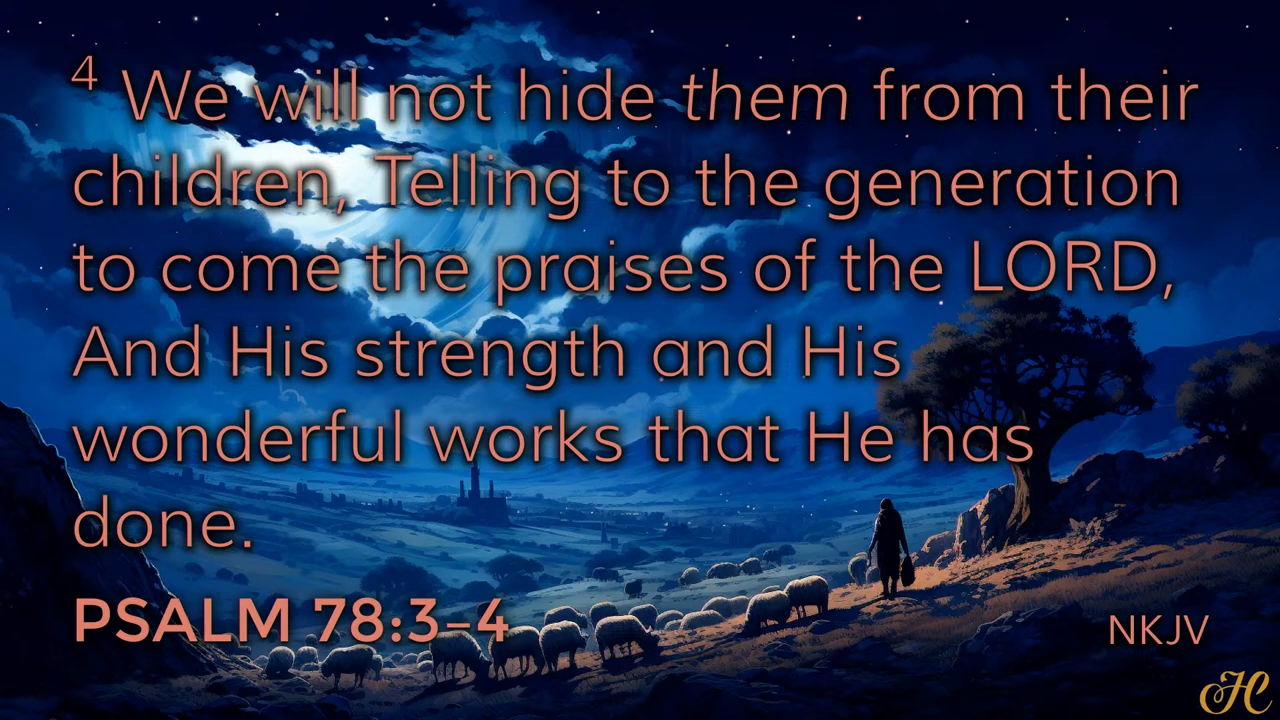 4 We will not hide them from their
children, Telling to the generation
to come the praises of the LORD,
And His strength and His
wonderful works that He has
done.
PSALM 78:3–4
NKJV
HC